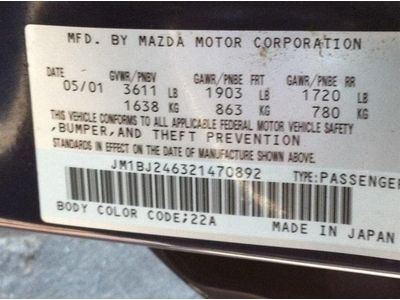 MFD. BY MAZDA MOTOR CORPORATION
GVWR/PNBV GAWR/PNBE FRT GAWR/PNBE RR
05/01 3611 LB 1903 LB 1720 LB
1638 KG 863 KG 780 KG
THIS VEHICLE CONFORMS TO ALL APPLICABLE FEDERAL MOTOR VEHICLE SAFETY
,BUMPER,AND THEFT PREVENTION
STANDARDS IN EFFECT ON THE DATE OF MANUFACTURE SHOWN ABOVE
JM1BJ246321470892 TYPE:PASSENGER
BODY COLOR CODE;22A MADE IN JAPAN